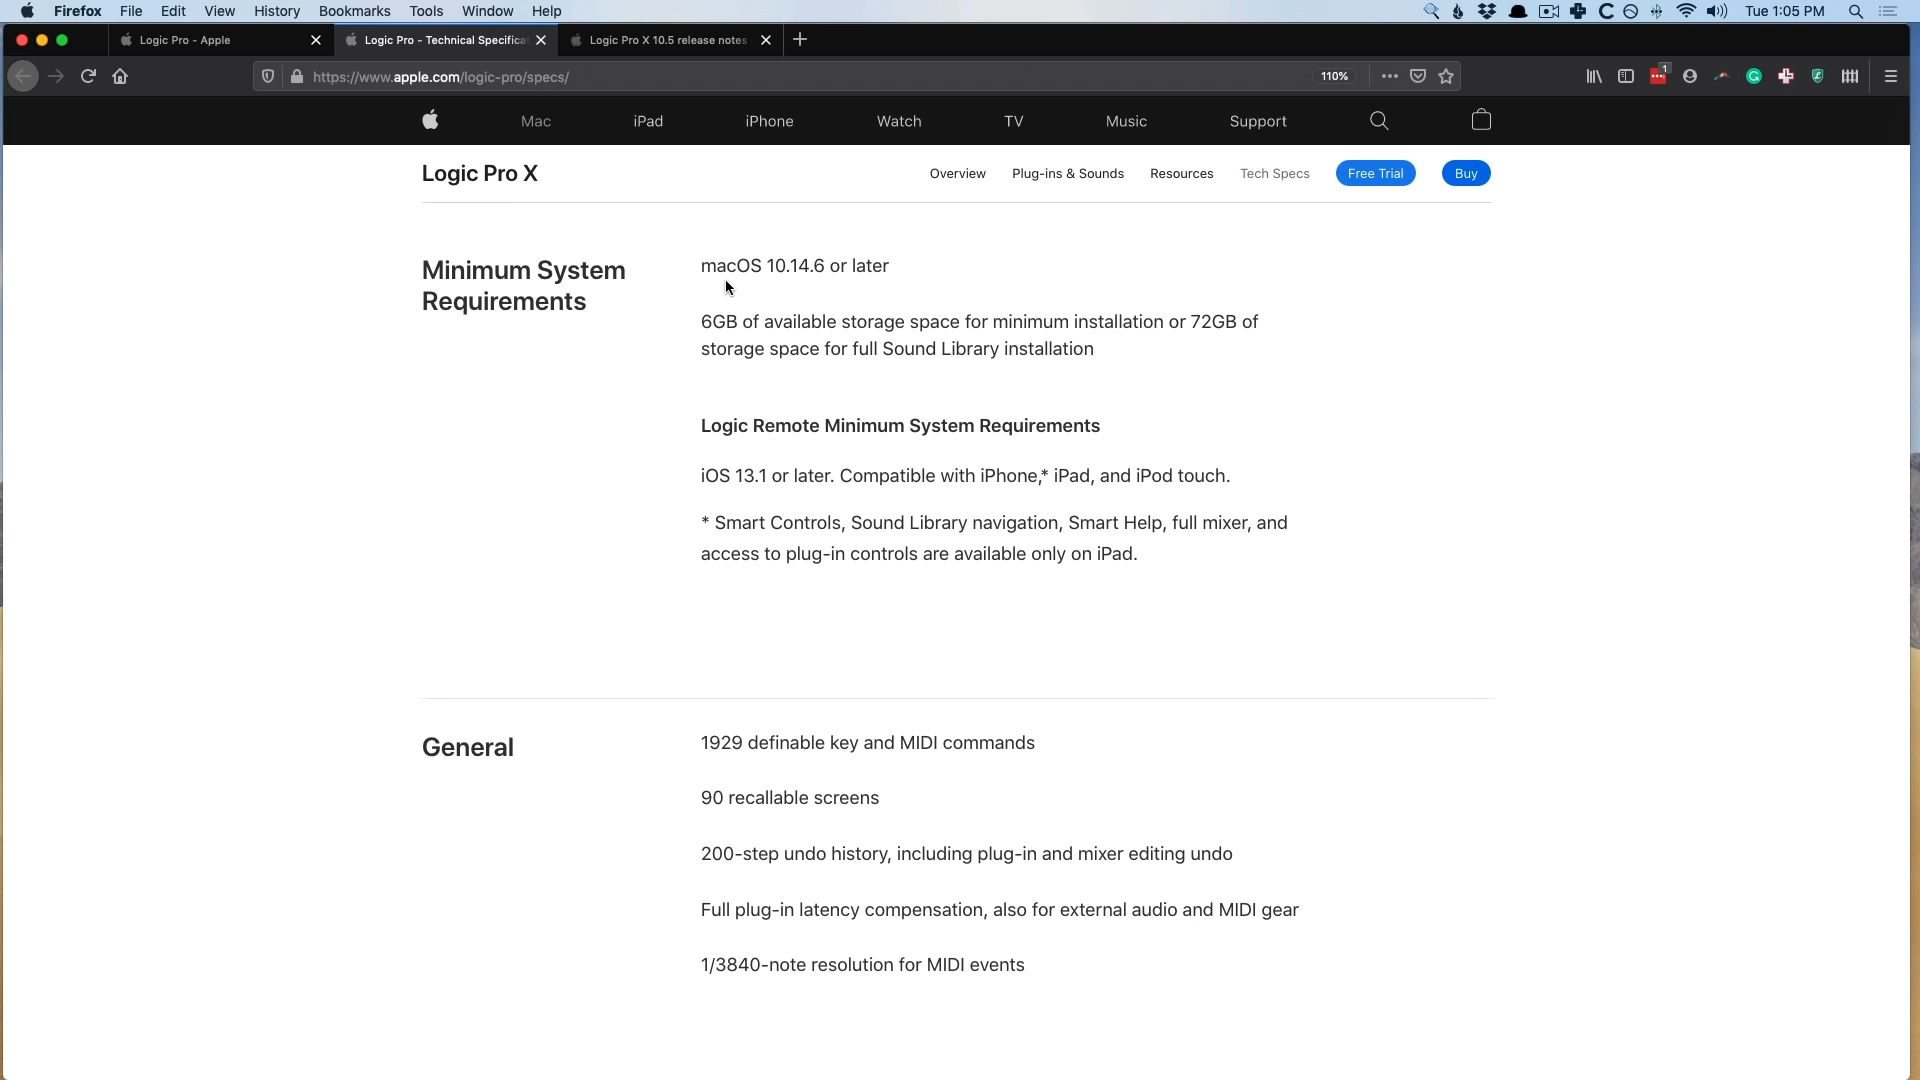 Firefox File Edit View History Bookmarks Tools Window Help Tue 1:05 PM
Logic Pro - Apple Logic Pro - Technical Specifica Logic Pro X 10.5 release notes
https://www.apple.com/logic-pro/specs/ 110% 1
Mac iPad iPhone Watch TV Music Support
Logic Pro X Overview Plug-ins & Sounds Resources Tech Specs Free Trial Buy
Minimum System
Requirements
macOS 10.14.6 or later
6GB of available storage space for minimum installation or 72GB of
storage space for full Sound Library installation
Logic Remote Minimum System Requirements
iOS 13.1 or later. Compatible with iPhone,* iPad, and iPod touch.
* Smart Controls, Sound Library navigation, Smart Help, full mixer, and
access to plug-in controls are available only on iPad.
General
1929 definable key and MIDI commands
90 recallable screens
200-step undo history, including plug-in and mixer editing undo
Full plug-in latency compensation, also for external audio and MIDI gear
1/3840-note resolution for MIDI events